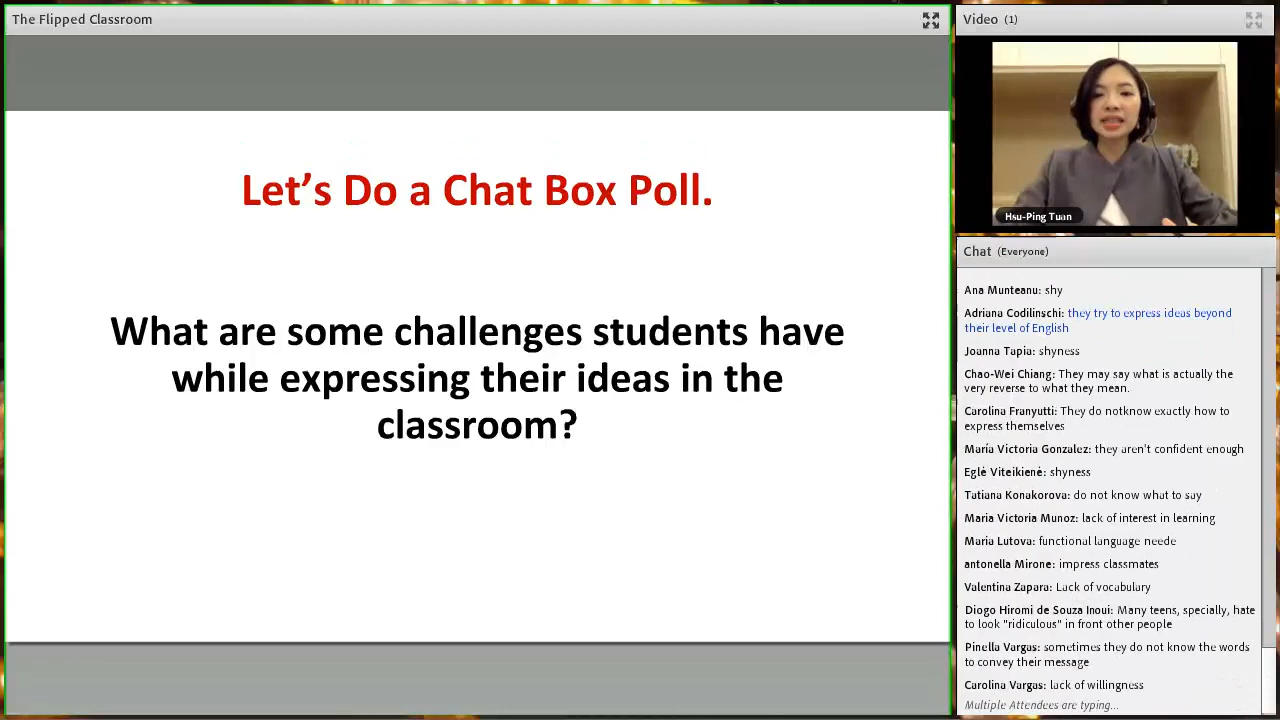 The Flipped Classroom
Let's Do a Chat Box Poll.
What are some challenges students have
while expressing their ideas in the
classroom?
Video (1)
Hsu-Ping Tuan
Chat (Everyone)
Ana Munteanu: shy
Adriana Codilinschi: they try to express ideas beyond
their level of English
Joanna Tapia: shyness
Chao-Wei Chiang: They may say what is actually the
very reverse to what they mean.
Carolina Franyutti: They do notknow exactly how to
express themselves
María Victoria Gonzalez: they aren't confident enough
Eglė Viteikienė: shyness
Tatiana Konakorova: do not know what to say
Maria Victoria Munoz: lack of interest in learning
Maria Lutova: functional language neede
antonella Mirone: impress classmates
Valentina Zapara: Lack of vocabulary
Diogo Hiromi de Souza Inoui: Many teens, specially, hate
to look "ridiculous" in front other people
Pinella Vargas: sometimes they do not know the words
to convey their message
Carolina Vargas: lack of willingness
Multiple Attendees are typing...